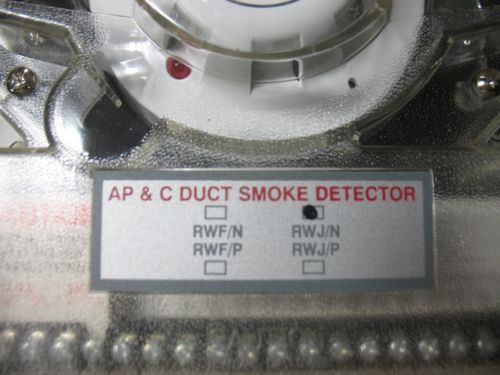 AP & C DUCT SMOKE DETECTOR
RWF/N RWJ/N
RWF/P RWJ/P